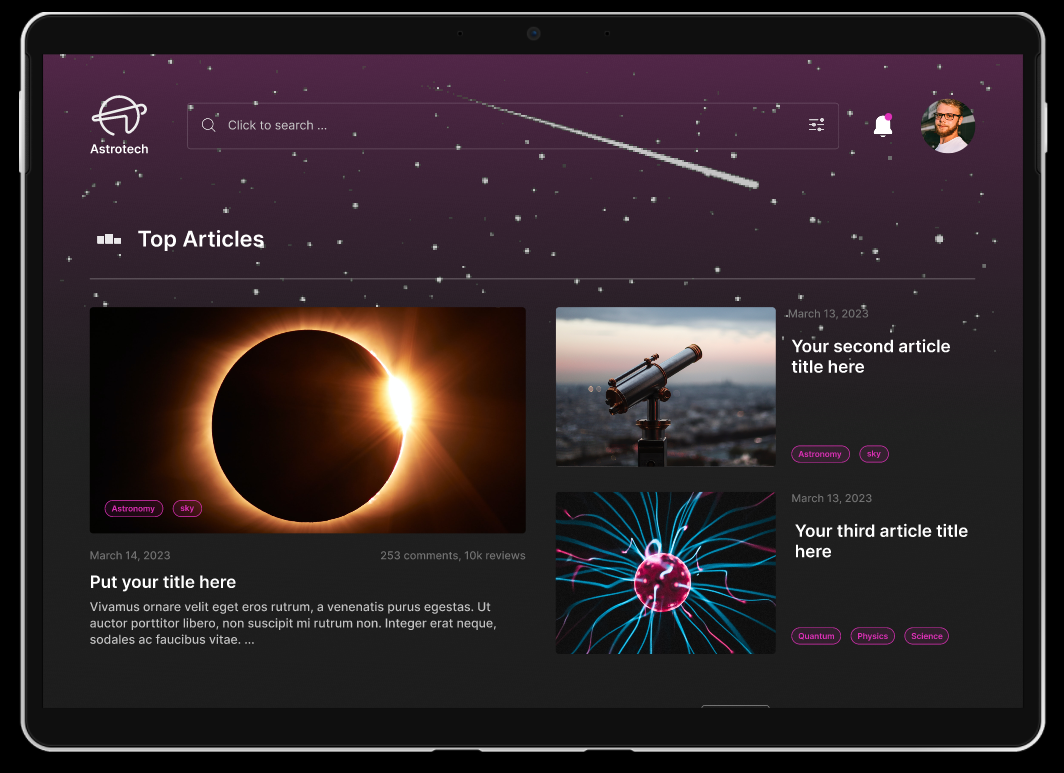 Astrotech
Click to search ...
Top Articles
Astronomy
sky
March 14, 2023
253 comments, 10k reviews
Put your title here
Vivamus ornare velit eget eros rutrum, a venenatis purus egestas. Ut
auctor porttitor libero, non suscipit mi rutrum non. Integer erat neque,
sodales ac faucibus vitae. ...
March 13, 2023
Your second article
title here
Astronomy
sky
March 13, 2023
Your third article title
here
Quantum
Physics
Science